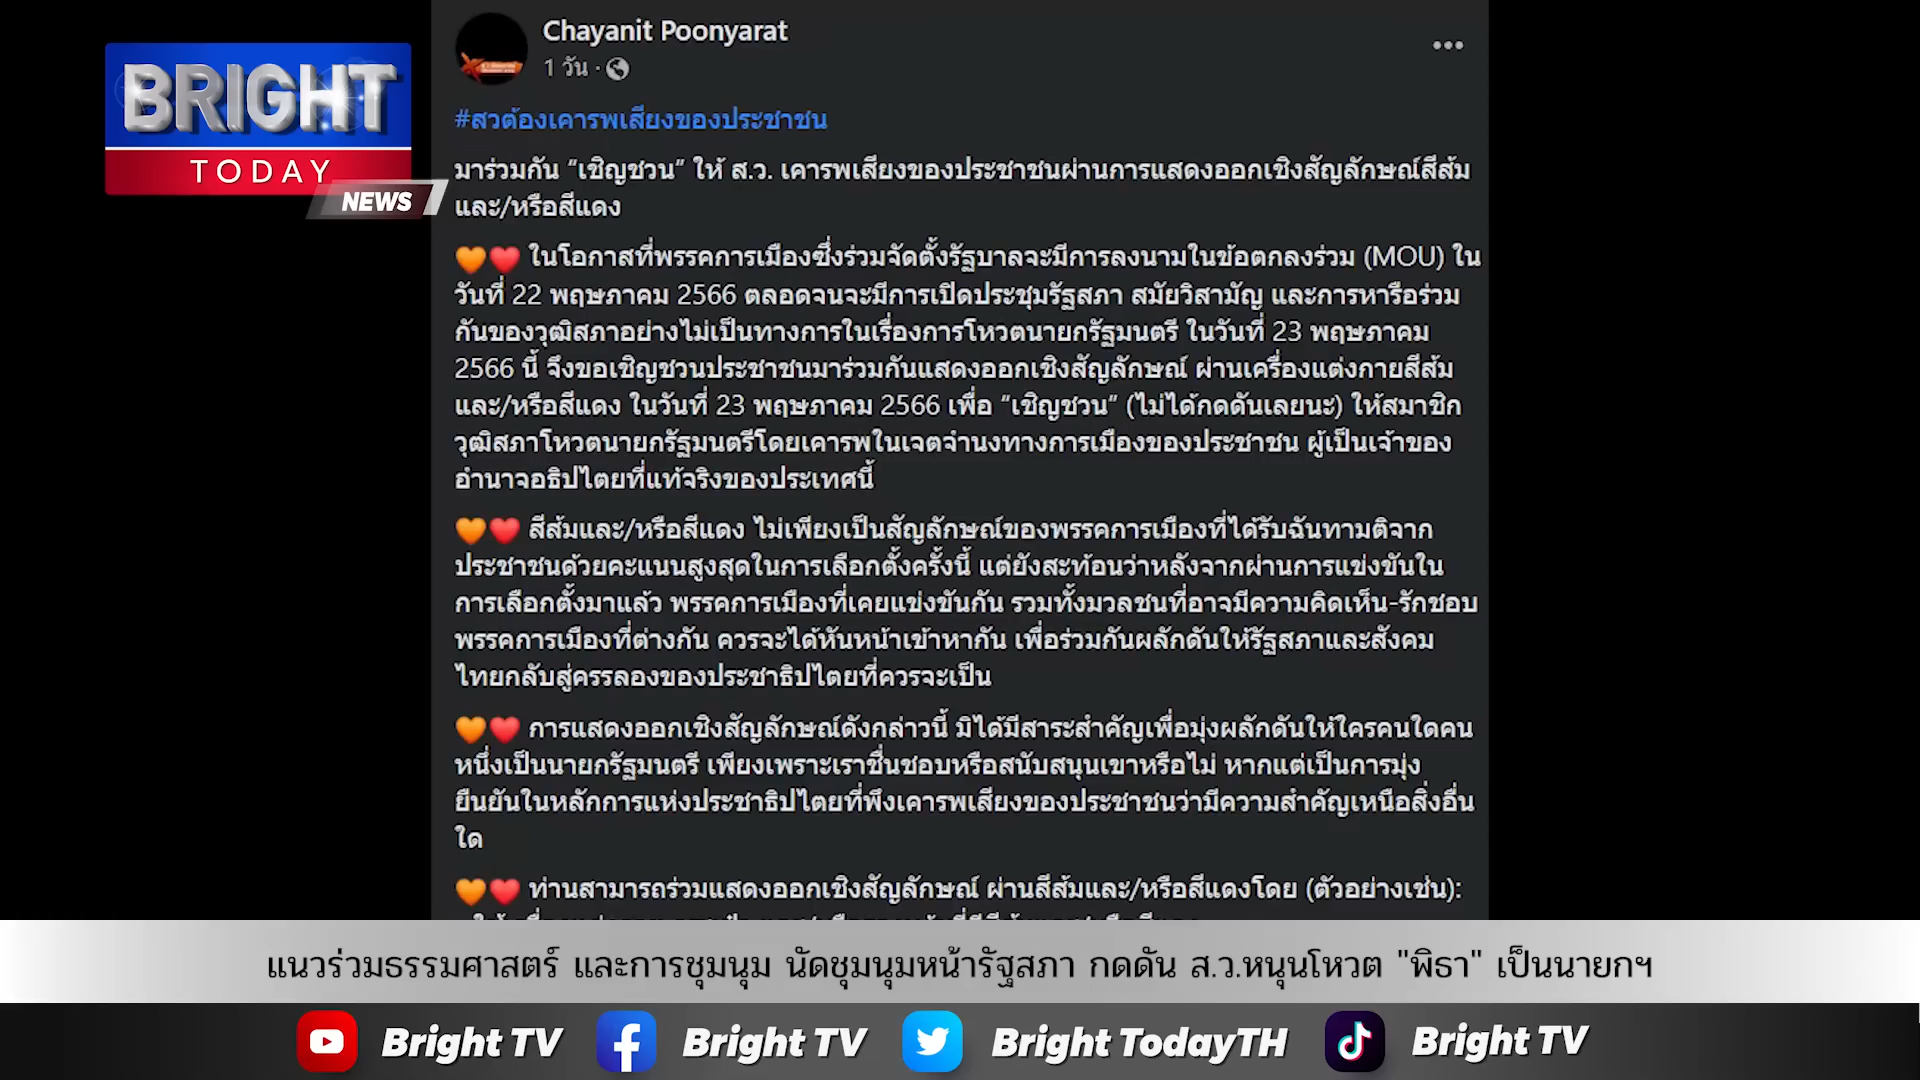 BRIGHT
TODAY
NEWS
Chayanit Poonyarat
1 วัน ·
#สวต้องเคารพเสียงของประชาชน
มาร่วมกัน “เชิญชวน” ให้ ส.ว. เคารพเสียงของประชาชนผ่านการแสดงออกเชิงสัญลักษณ์สีส้ม
และ/หรือสีแดง
🧡❤️ ในโอกาสที่พรรคการเมืองซึ่งร่วมจัดตั้งรัฐบาลจะมีการลงนามในข้อตกลงร่วม (MOU) ใน
วันที่ 22 พฤษภาคม 2566 ตลอดจนจะมีการเปิดประชุมรัฐสภา สมัยวิสามัญ และการหารือร่วม
กันของวุฒิสภาอย่างไม่เป็นทางการในเรื่องการโหวตนายกรัฐมนตรี ในวันที่ 23 พฤษภาคม
2566 นี้ จึงขอเชิญชวนประชาชนมาร่วมกันแสดงออกเชิงสัญลักษณ์ ผ่านเครื่องแต่งกายสีส้ม
และ/หรือสีแดง ในวันที่ 23 พฤษภาคม 2566 เพื่อ “เชิญชวน” (ไม่ได้กดดันเลยนะ) ให้สมาชิก
วุฒิสภาโหวตนายกรัฐมนตรีโดยเคารพในเจตจำนงทางการเมืองของประชาชน ผู้เป็นเจ้าของ
อำนาจอธิปไตยที่แท้จริงของประเทศนี้
🧡❤️ สีส้มและ/หรือสีแดง ไม่เพียงเป็นสัญลักษณ์ของพรรคการเมืองที่ได้รับฉันทามติจาก
ประชาชนด้วยคะแนนสูงสุดในการเลือกตั้งครั้งนี้ แต่ยังสะท้อนว่าหลังจากผ่านการแข่งขันใน
การเลือกตั้งมาแล้ว พรรคการเมืองที่เคยแข่งขันกัน รวมทั้งมวลชนที่อาจมีความคิดเห็น-รักชอบ
พรรคการเมืองที่ต่างกัน ควรจะได้หันหน้าเข้าหากัน เพื่อร่วมกันผลักดันให้รัฐสภาและสังคม
ไทยกลับสู่ครรลองของประชาธิปไตยที่ควรจะเป็น
🧡❤️ การแสดงออกเชิงสัญลักษณ์ดังกล่าวนี้ มิได้มีสาระสำคัญเพื่อมุ่งผลักดันให้ใครคนใดคน
หนึ่งเป็นนายกรัฐมนตรี เพียงเพราะเราชื่นชอบหรือสนับสนุนเขาหรือไม่ หากแต่เป็นการมุ่ง
ยืนยันในหลักการแห่งประชาธิปไตยที่พึงเคารพเสียงของประชาชนว่ามีความสำคัญเหนือสิ่งอื่น
ใด
🧡❤️ ท่านสามารถร่วมแสดงออกเชิงสัญลักษณ์ ผ่านสีส้มและ/หรือสีแดงโดย (ตัวอย่างเช่น):
แนวร่วมธรรมศาสตร์ และการชุมนุม นัดชุมนุมหน้ารัฐสภา กดดัน ส.ว.หนุนโหวต "พิธา" เป็นนายกฯ
Bright TV Bright TV Bright TodayTH Bright TV